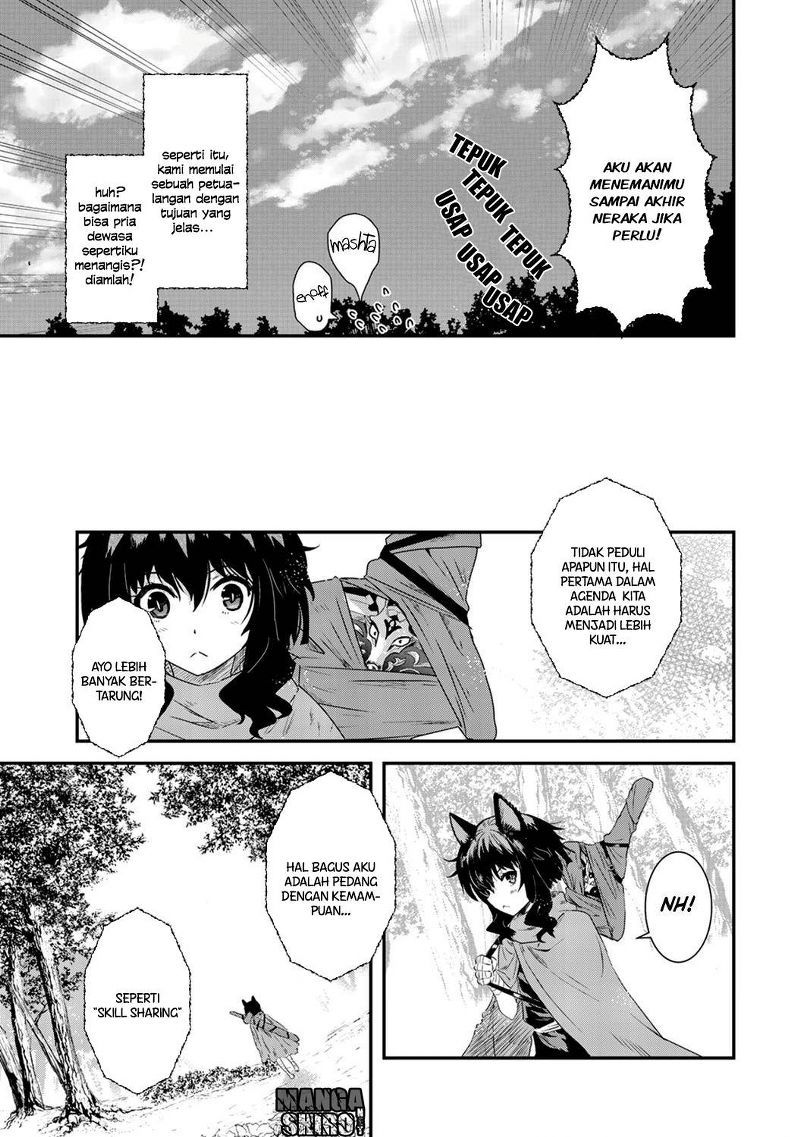 AKU AKAN
MENEMANIMU
SAMPAI AKHIR
NERAKA JIKA
PERLU!
TEPUK
TEPUK
TEPUK
USAP
USAP
USAP
mashta
eroff
seperti itu,
kami memulai
sebuah petua-
langan dengan
tujuan yang
jelas...
huh?
bagaimana
bisa pria
dewasa
sepertiku
menangis?!
diamlah!
TIDAK PEDULI
APAPUN ITU, HAL
PERTAMA DALAM
AGENDA KITA
ADALAH HARUS
MENJADI LEBIH
KUAT...
AYO LEBIH
BANYAK BER-
TARUNG!
NH!
HAL BAGUS AKU
ADALAH PEDANG
DENGAN KEMAM-
PUAN...
SEPERTI
"SKILL SHARING"
MANGA
SHIRO!